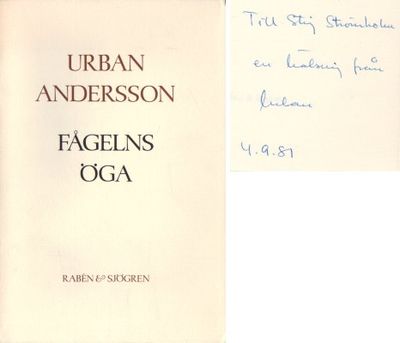 URBAN
ANDERSSON
FÅGELNS
ÖGA
RABÉN & SJÖGREN
Till Stig Strömholm
en hälsning från
Urban
4.9.81